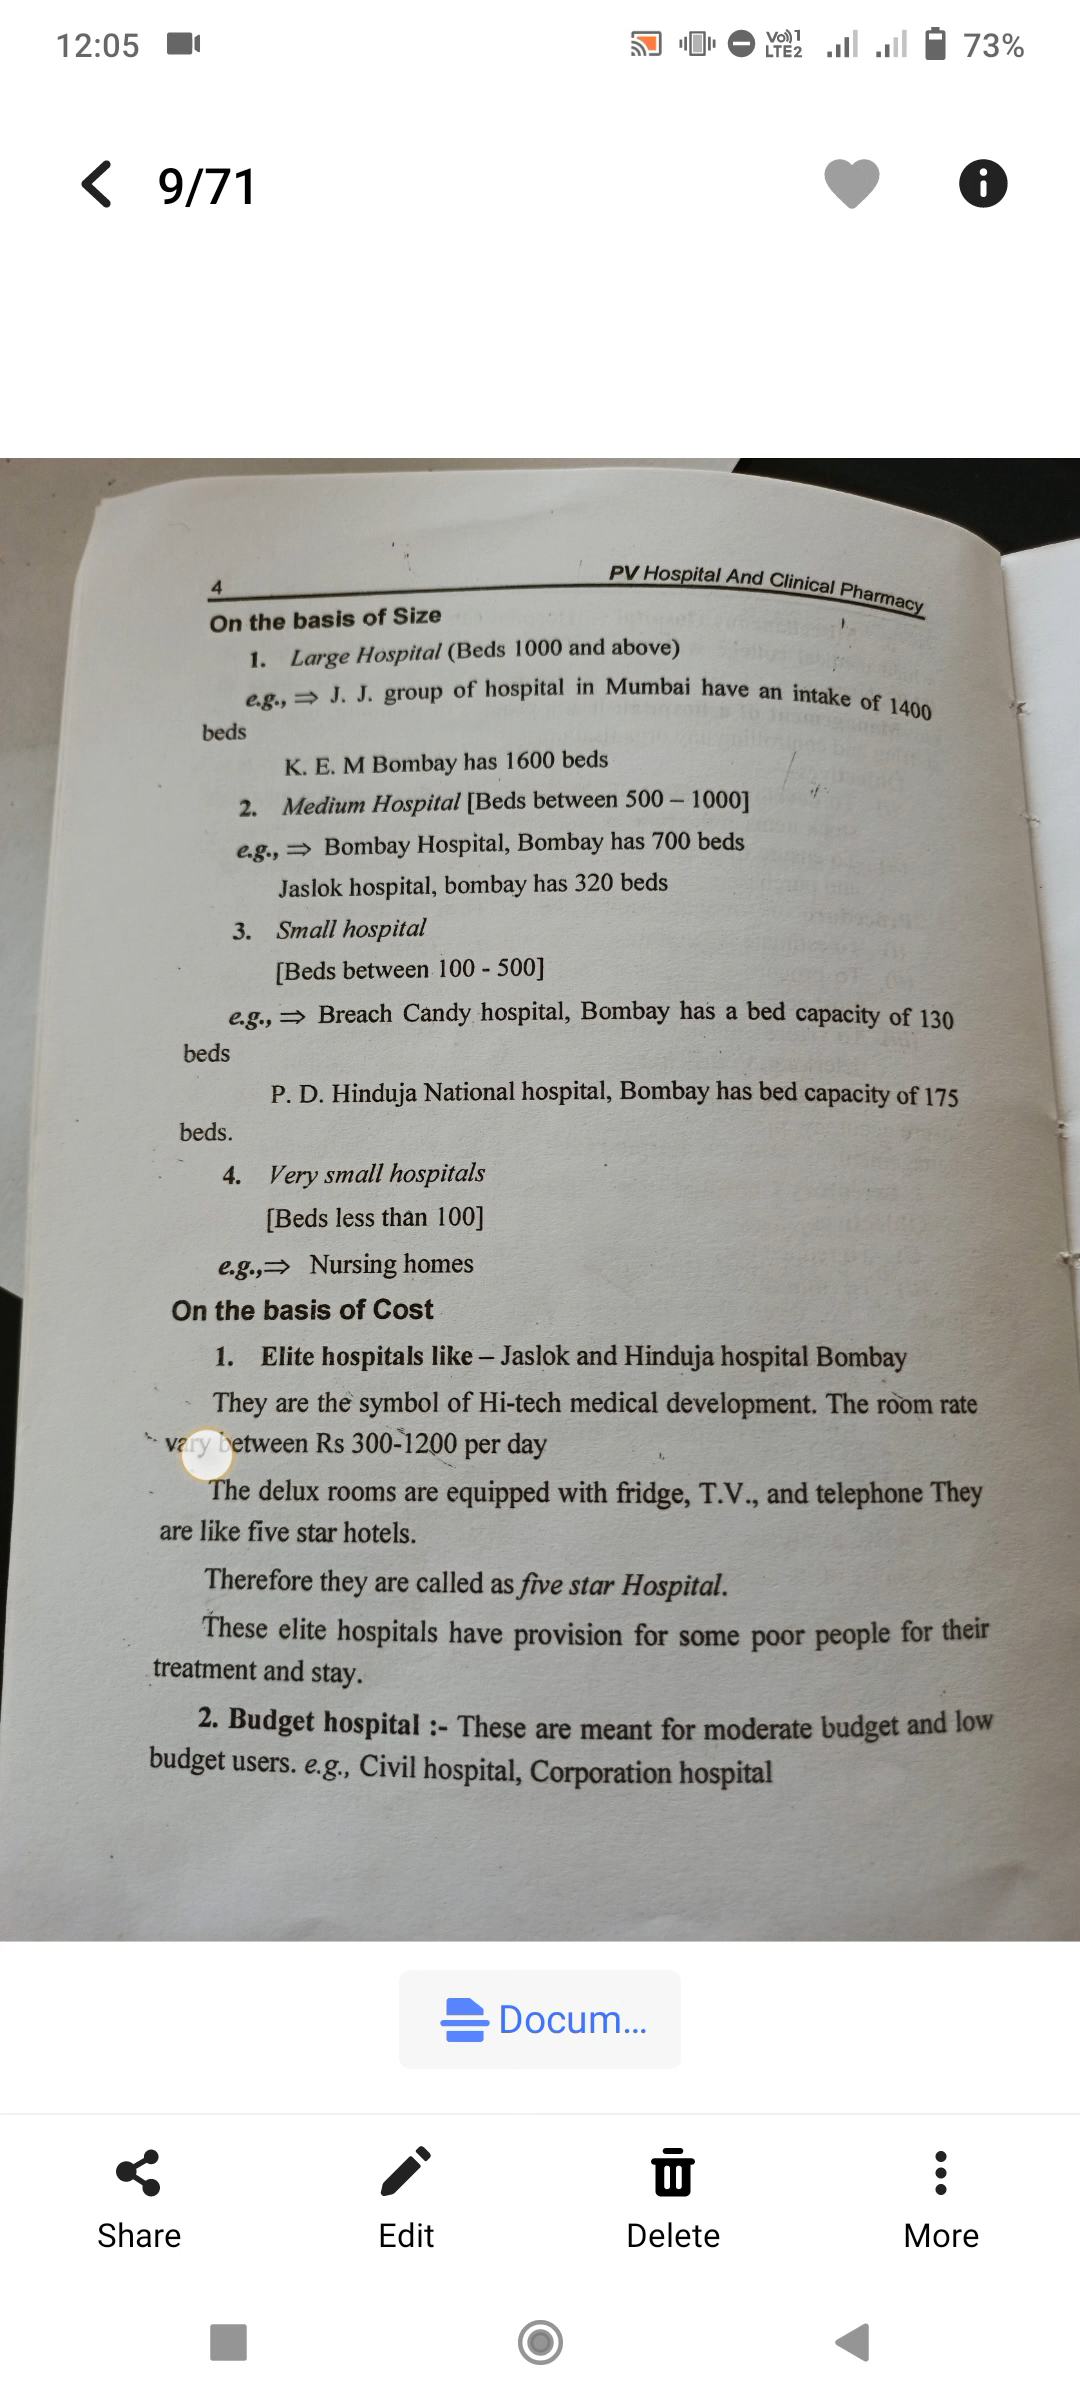 12:05
Vo))1 LTE2
73%
9/71
4
PV Hospital And Clinical Pharmacy
On the basis of Size
1. Large Hospital (Beds 1000 and above)
e.g., ⇒ J. J. group of hospital in Mumbai have an intake of 1400
beds
K. E. M Bombay has 1600 beds
2. Medium Hospital [Beds between 500 – 1000]
e.g., ⇒ Bombay Hospital, Bombay has 700 beds
Jaslok hospital, bombay has 320 beds
3. Small hospital
[Beds between 100 - 500]
e.g., ⇒ Breach Candy hospital, Bombay has a bed capacity of 130
beds
P. D. Hinduja National hospital, Bombay has bed capacity of 175
beds.
4. Very small hospitals
[Beds less than 100]
e.g.,⇒ Nursing homes
On the basis of Cost
1. Elite hospitals like – Jaslok and Hinduja hospital Bombay
They are the symbol of Hi-tech medical development. The room rate
vary between Rs 300-1200 per day
The delux rooms are equipped with fridge, T.V., and telephone They
are like five star hotels.
Therefore they are called as five star Hospital.
These elite hospitals have provision for some poor people for their
treatment and stay.
2. Budget hospital :- These are meant for moderate budget and low
budget users. e.g., Civil hospital, Corporation hospital
Docum...
Share
Edit
Delete
More